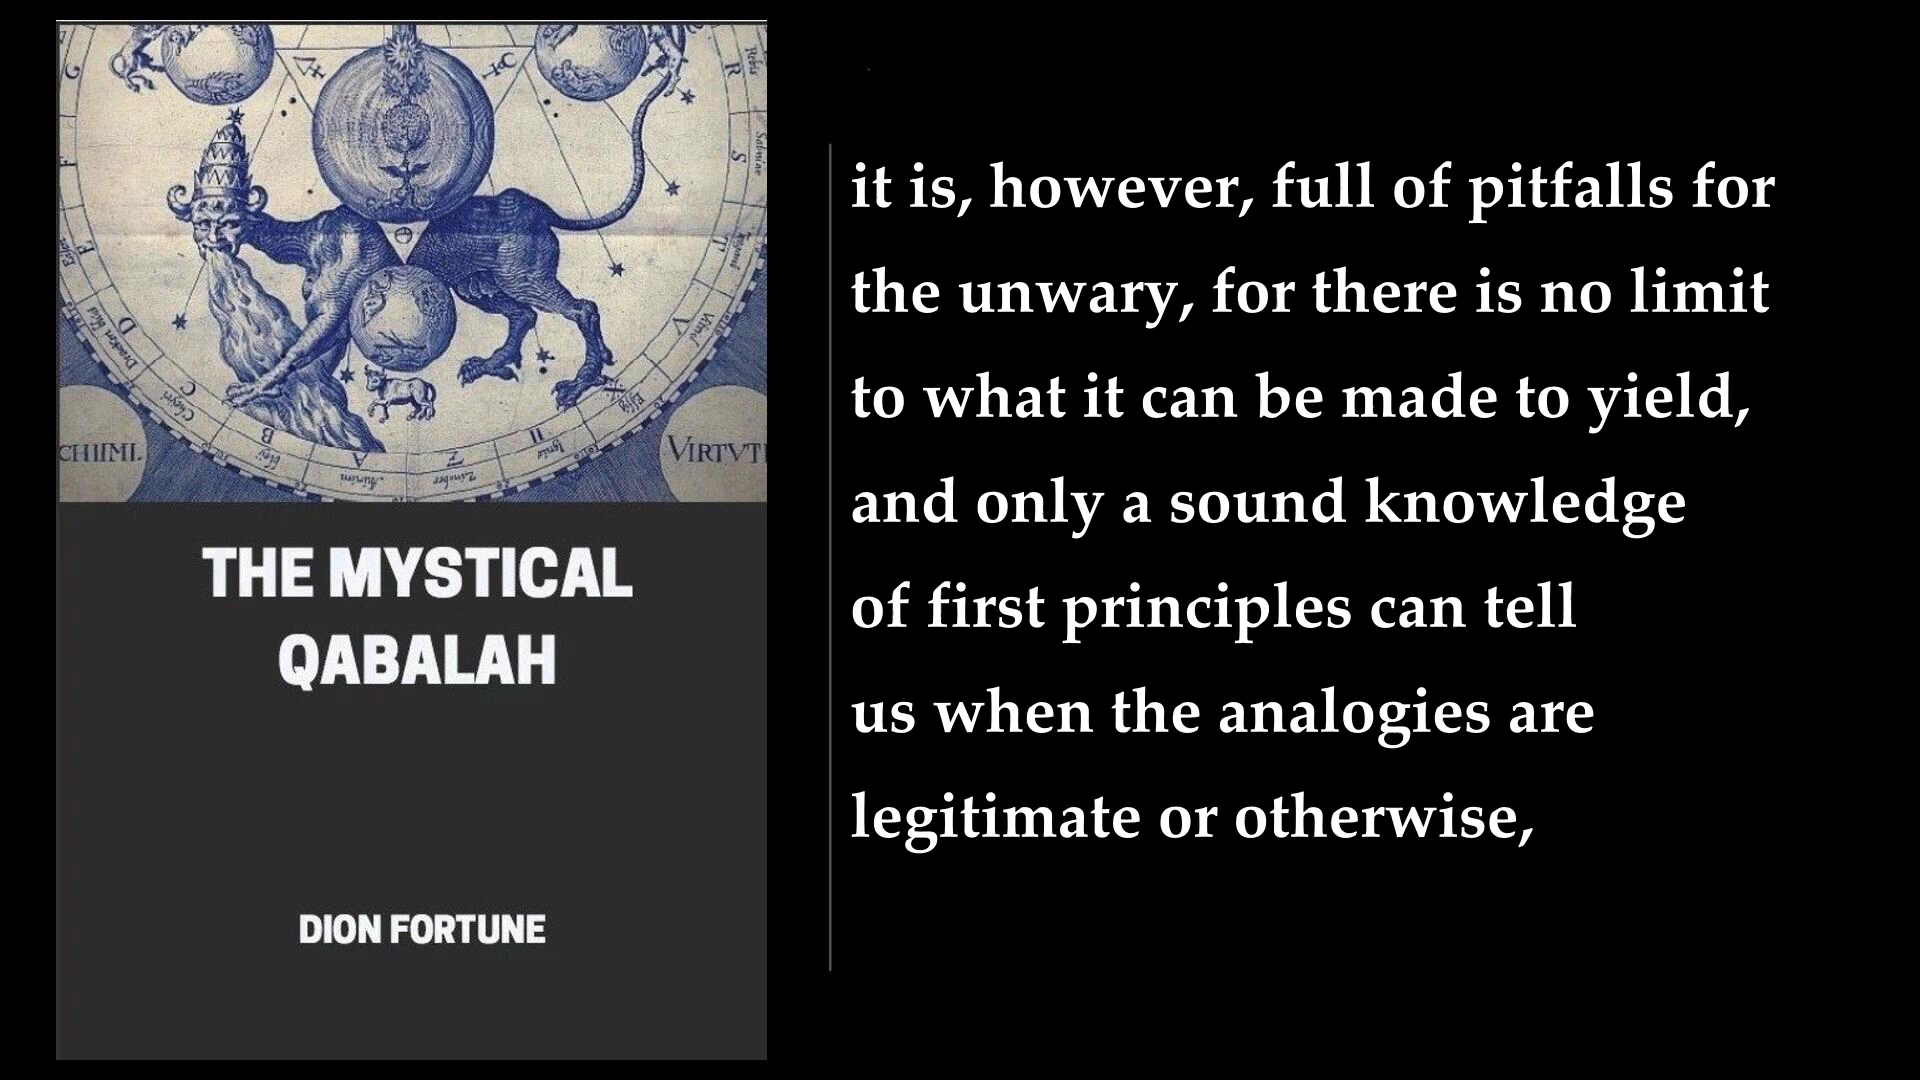 THE MYSTICAL
QABALAH
DION FORTUNE
it is, however, full of pitfalls for
the unwary, for there is no limit
to what it can be made to yield,
and only a sound knowledge
of first principles can tell
us when the analogies are
legitimate or otherwise,
CHIIMI.
VIRTVTI